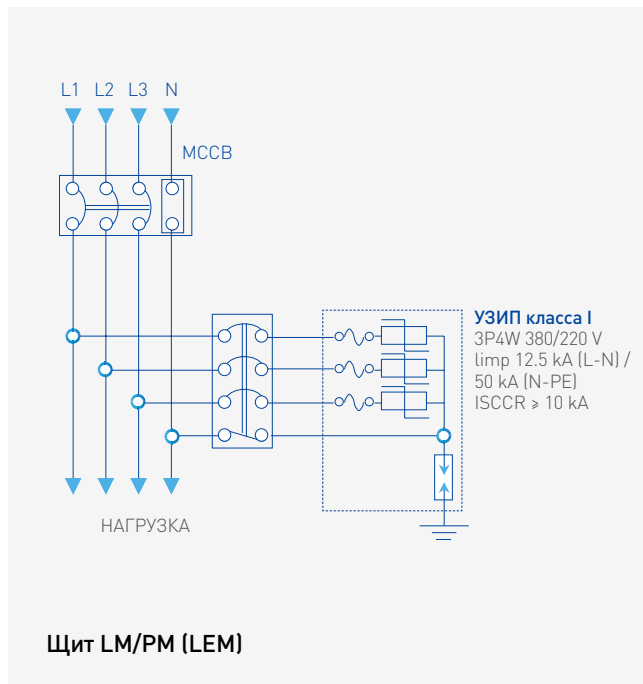 L1 L2 L3 N
MCCB
УЗИП класса I
3P4W 380/220 V
limp 12.5 kA (L-N) /
50 kA (N-PE)
ISCCR ⩾ 10 kA
НАГРУЗКА
Щит LM/PM (LEM)